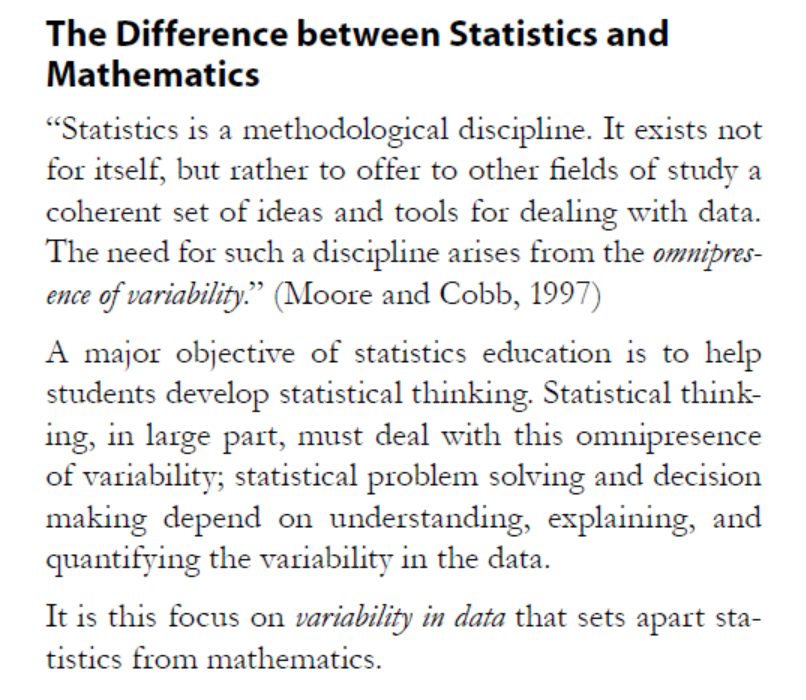 The Difference between Statistics and
Mathematics
“Statistics is a methodological discipline. It exists not
for itself, but rather to offer to other fields of study a
coherent set of ideas and tools for dealing with data.
The need for such a discipline arises from the omnipres-
ence of variability.” (Moore and Cobb, 1997)
A major objective of statistics education is to help
students develop statistical thinking. Statistical think-
ing, in large part, must deal with this omnipresence
of variability; statistical problem solving and decision
making depend on understanding, explaining, and
quantifying the variability in the data.
It is this focus on variability in data that sets apart sta-
tistics from mathematics.